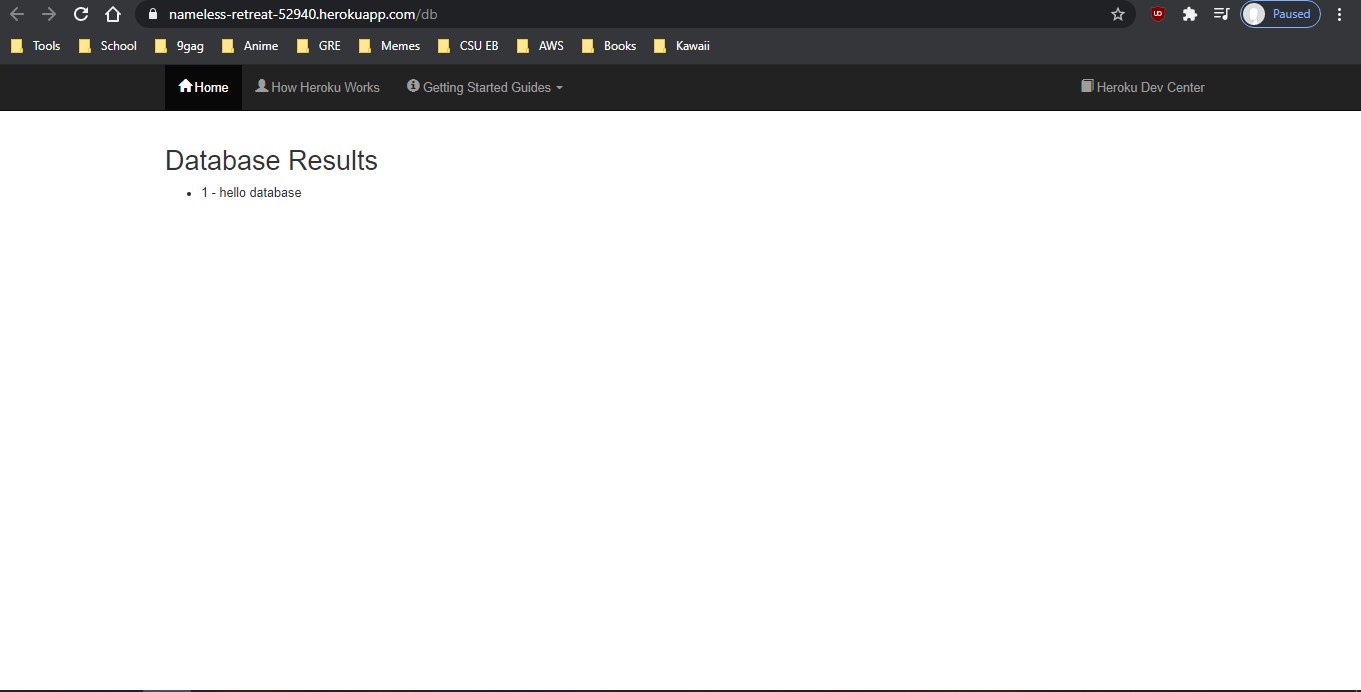 nameless-retreat-52940.herokuapp.com/db
UD
Paused
Tools School 9gag Anime GRE Memes CSU EB AWS Books Kawaii
Home How Heroku Works Getting Started Guides Heroku Dev Center
Database Results
1 - hello database